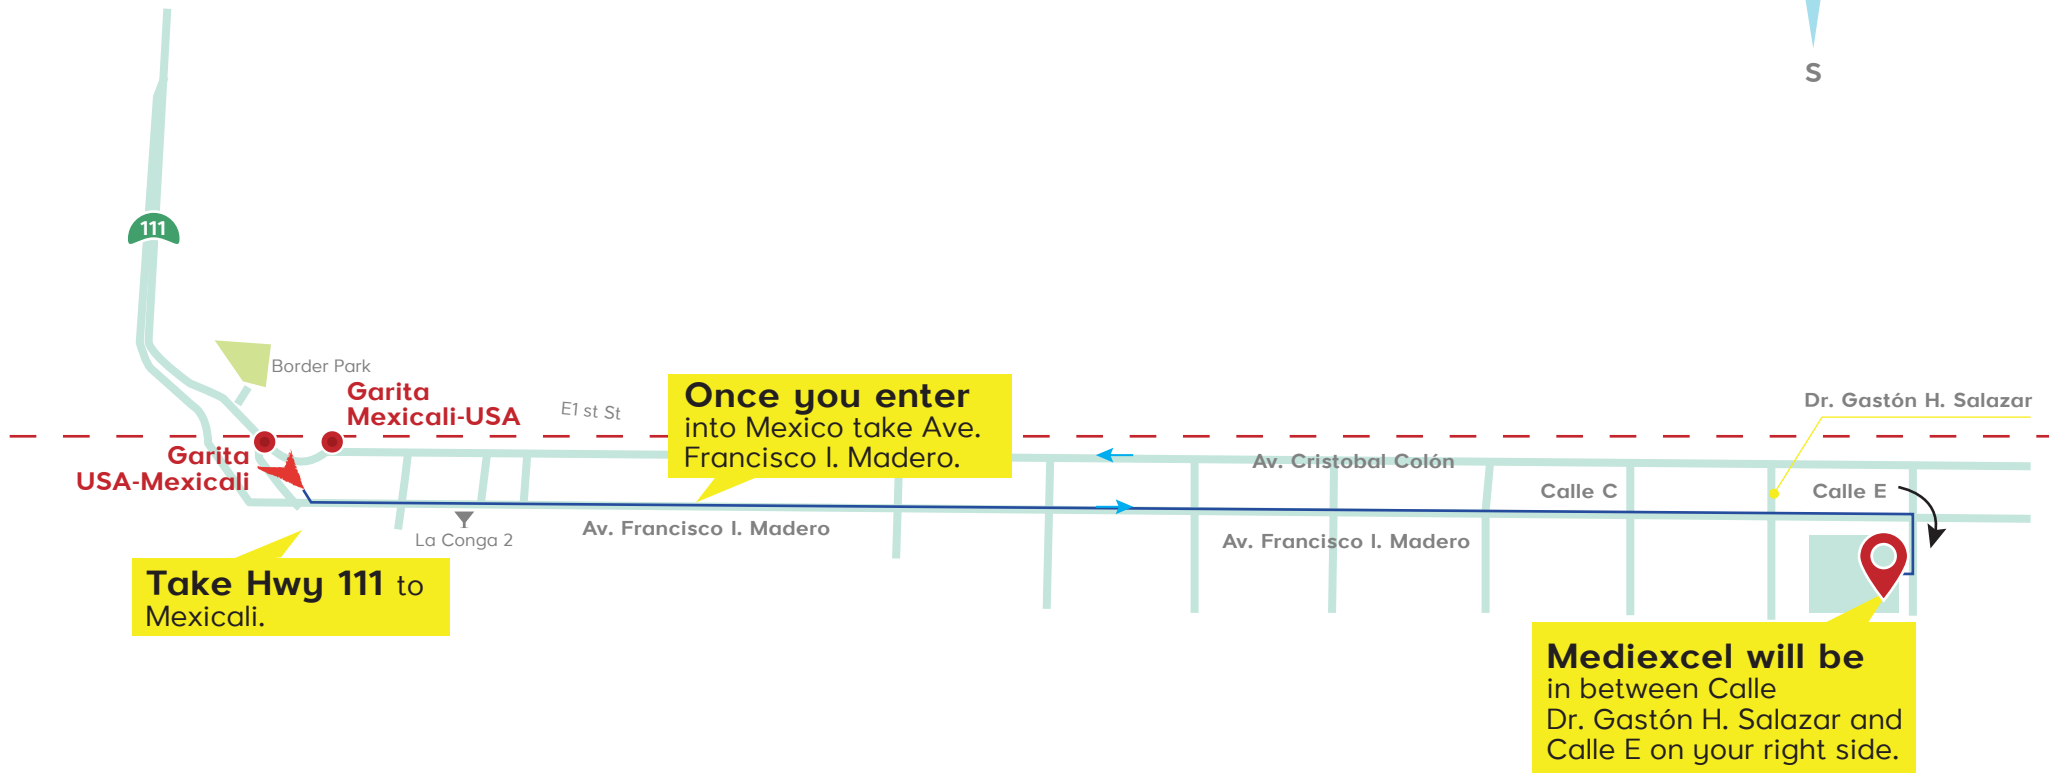 S
111
Border Park
Garita
Mexicali-USA
E1 st St
Once you enter
into Mexico take Ave.
Francisco I. Madero.
Dr. Gastón H. Salazar
Garita
USA-Mexicali
Av. Cristobal Colón
Calle C
Calle E
La Conga 2
Av. Francisco I. Madero
Av. Francisco I. Madero
Take Hwy 111 to
Mexicali.
Mediexcel will be
in between Calle
Dr. Gastón H. Salazar and
Calle E on your right side.